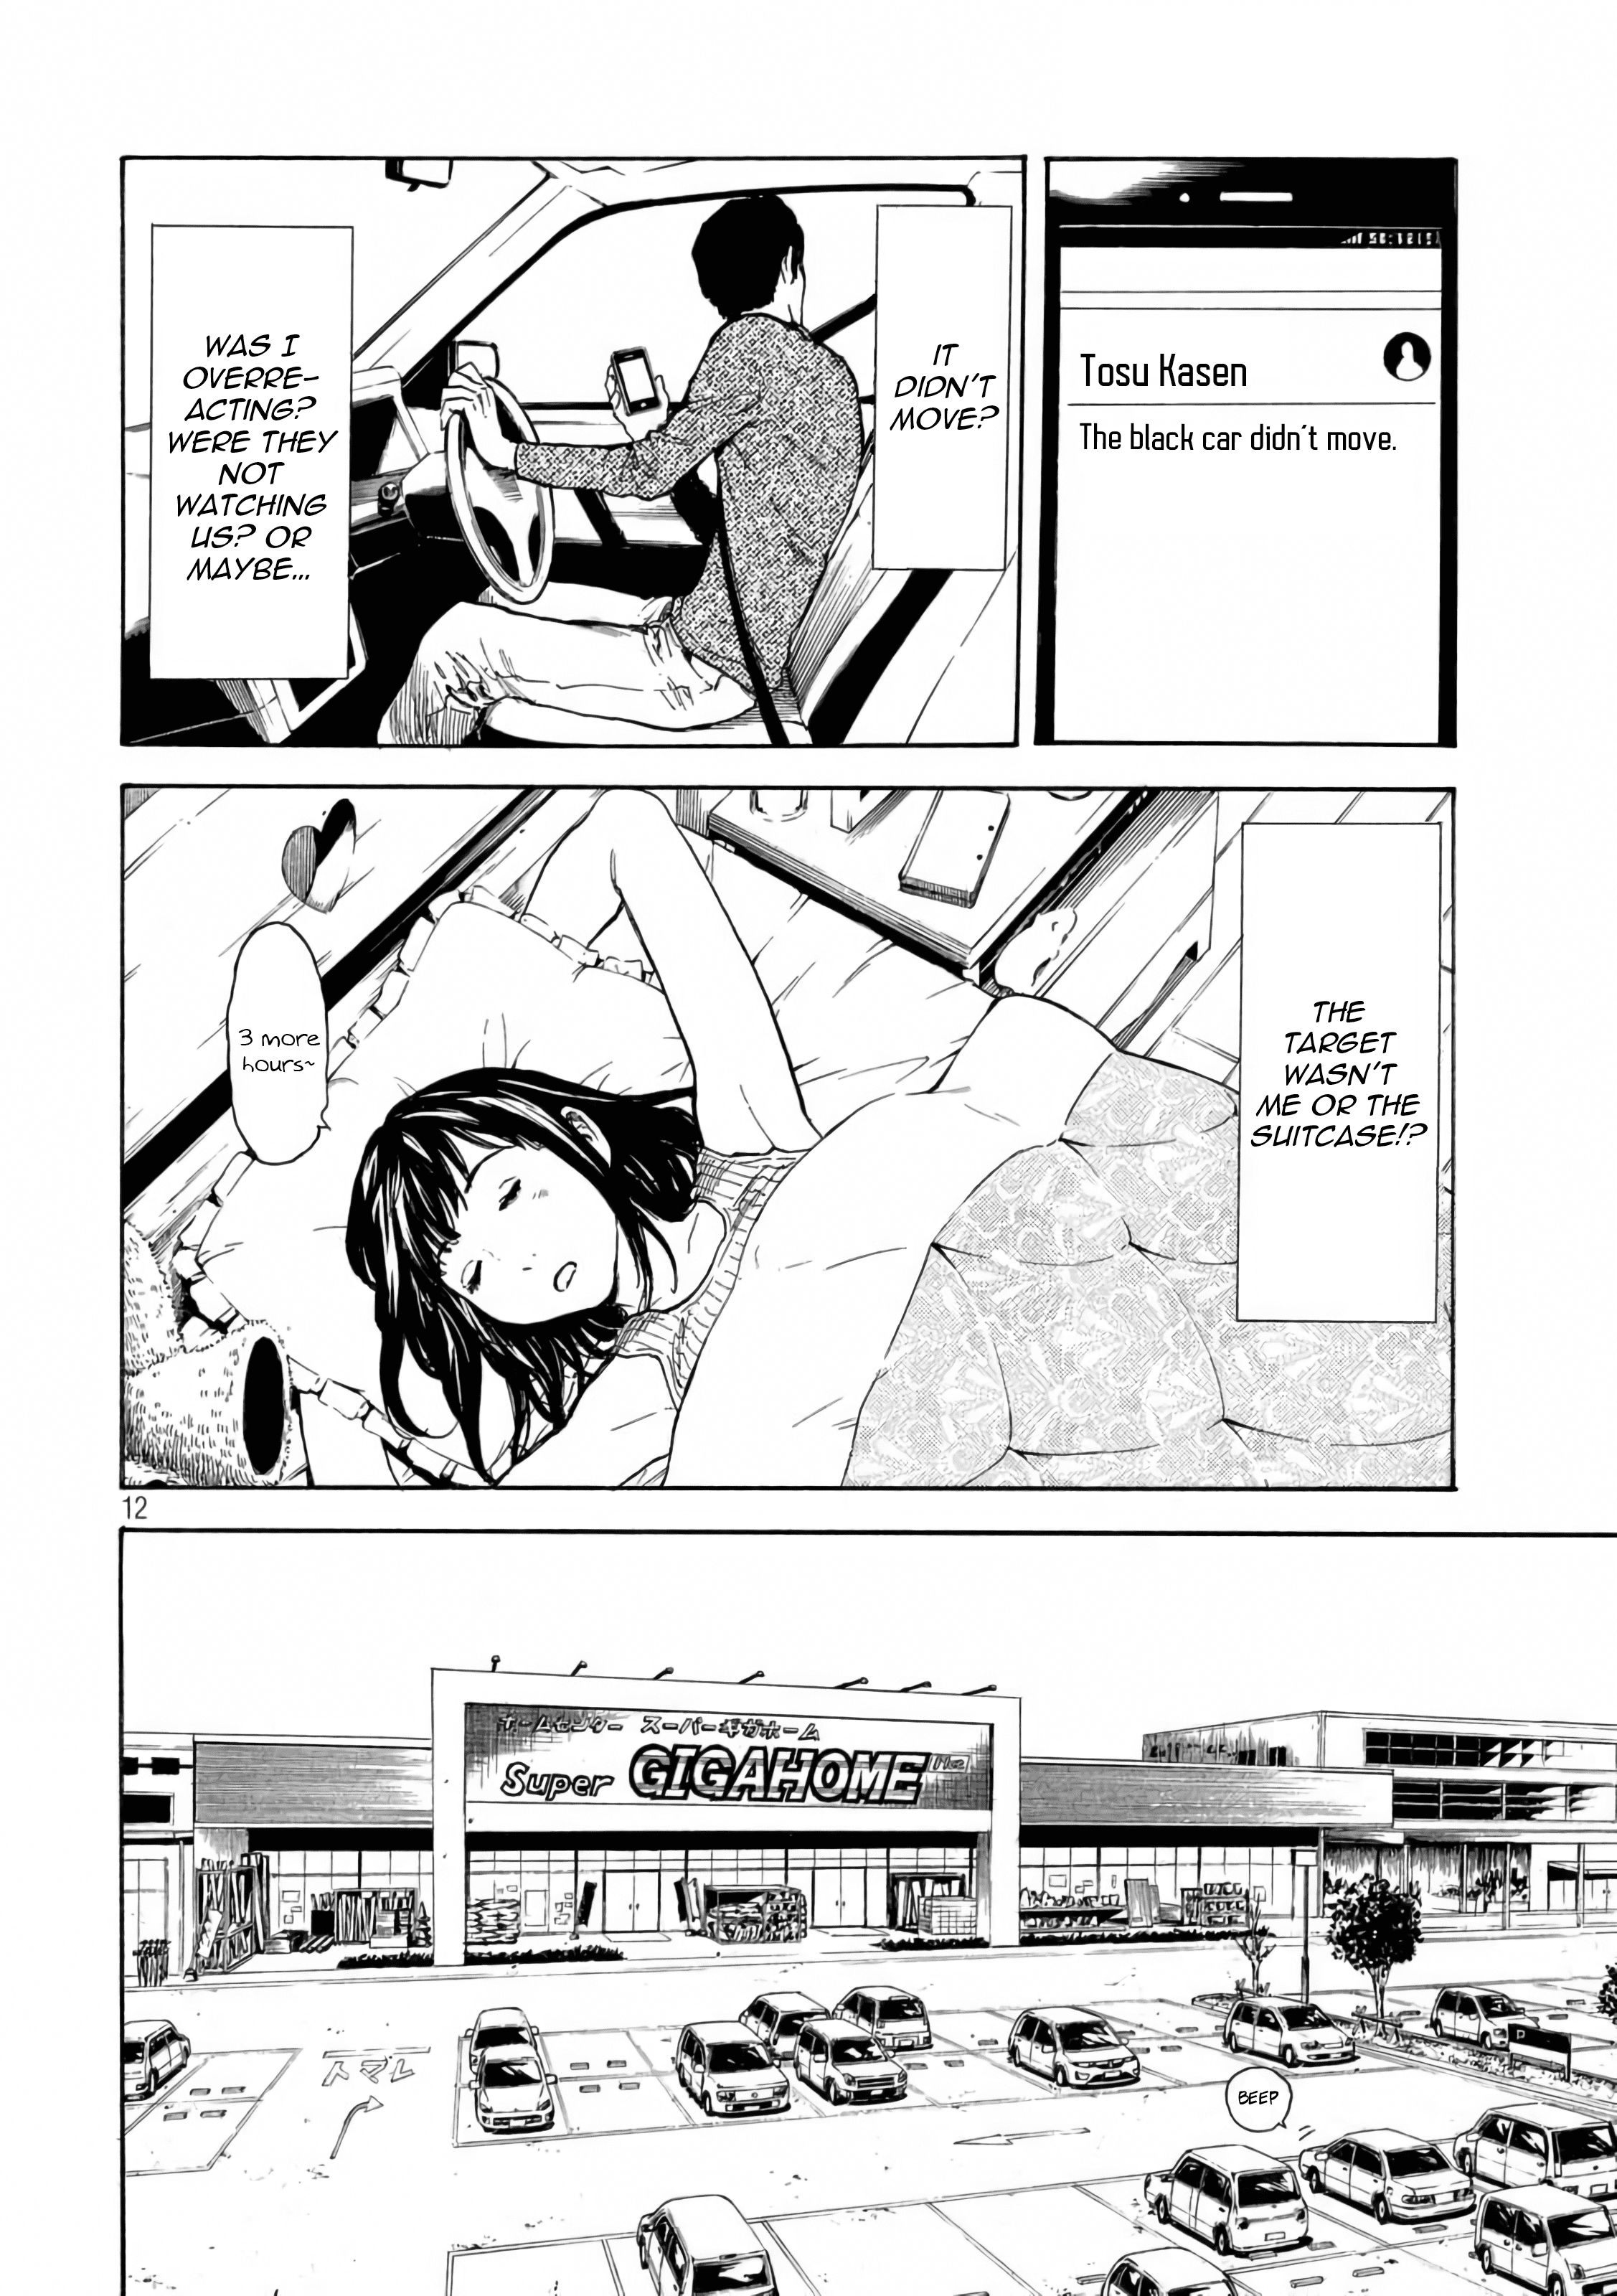 Tosu Kasen
The black car didn't move.
IT
DIDN'T
MOVE?
WAS I
OVERRE-
ACTING?
WERE THEY
NOT
WATCHING
US? OR
MAYBE...
THE
TARGET
WASN'T
ME OR THE
SUITCASE!?
3 more
hours~
12
ホームセンター スーパーギガホーム
Super GIGAHOME
トマレ
P
BEEP